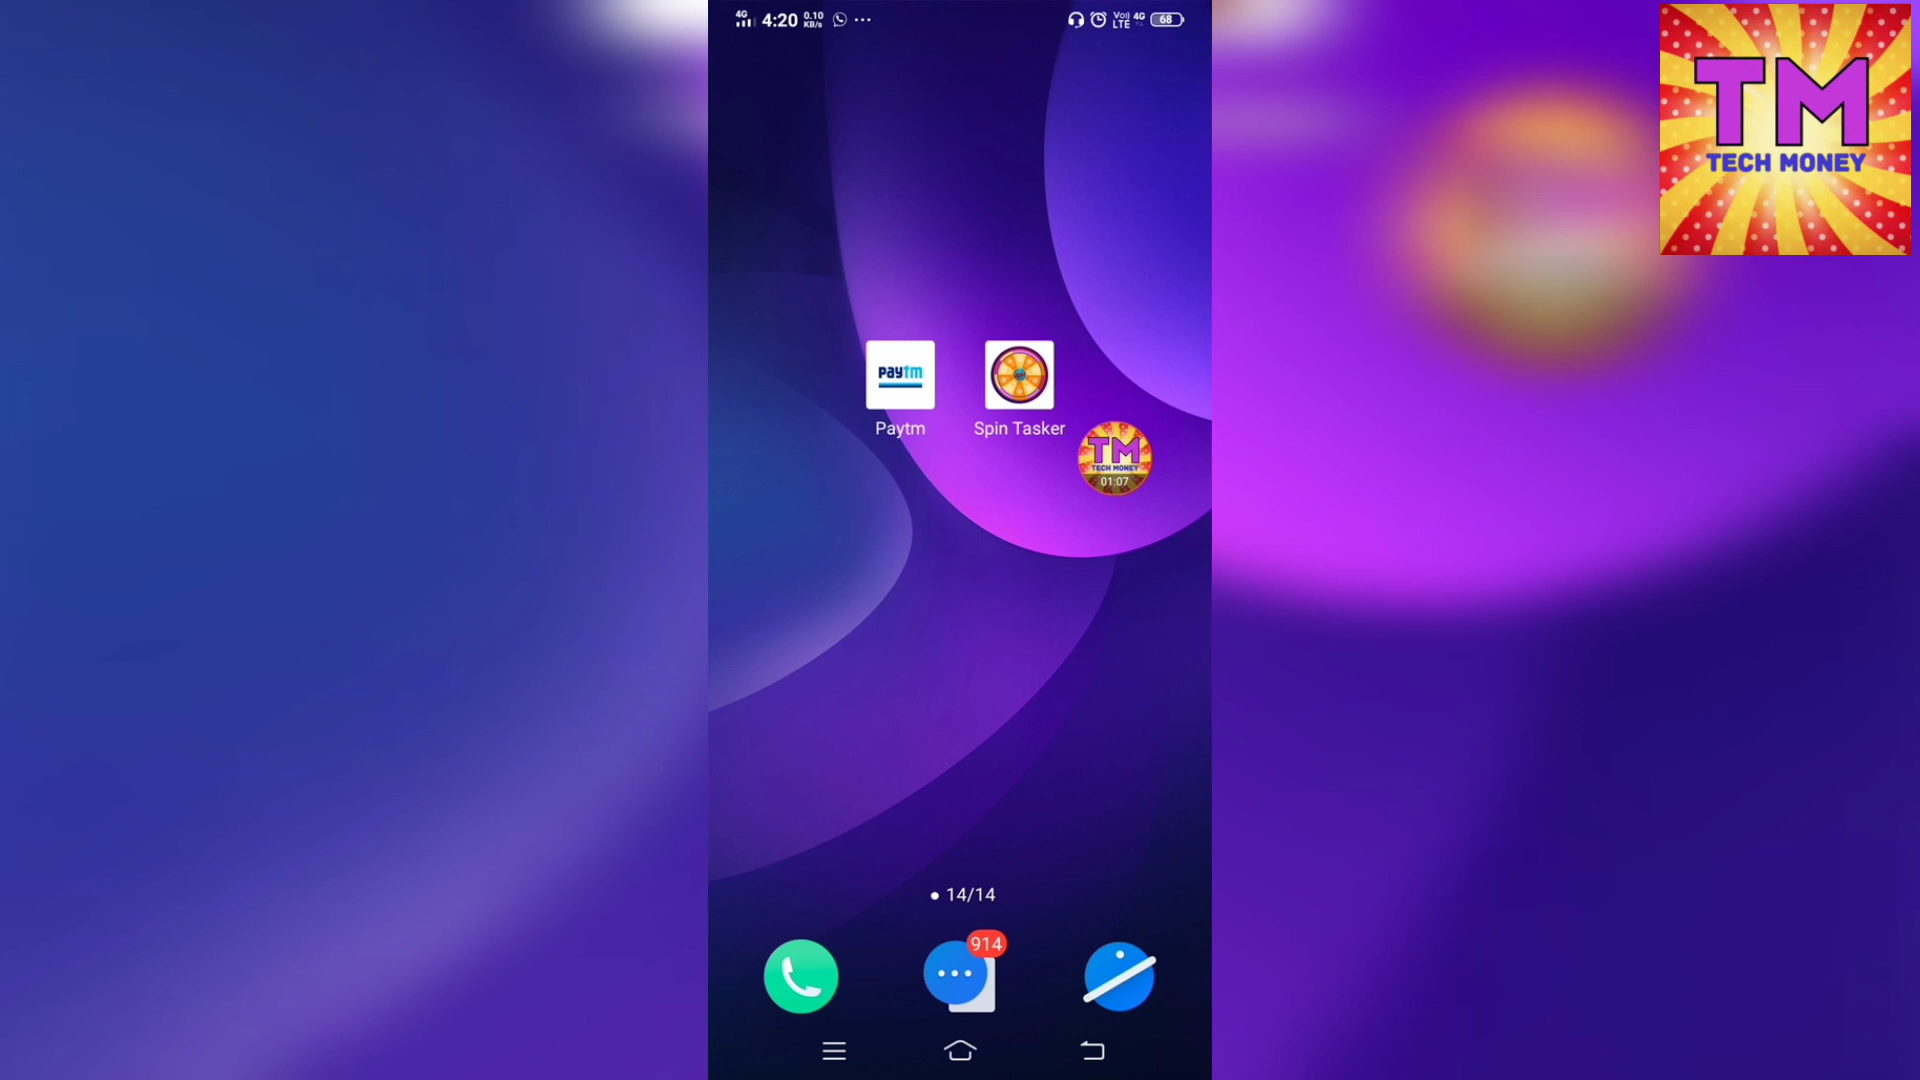 4G 4:20 0.10 KB/s ... Vo) LTE 4G 68
TM
TECH MONEY
paytm
Paytm
Spin Tasker
TM
TECH MONEY
01:07
14/14
914